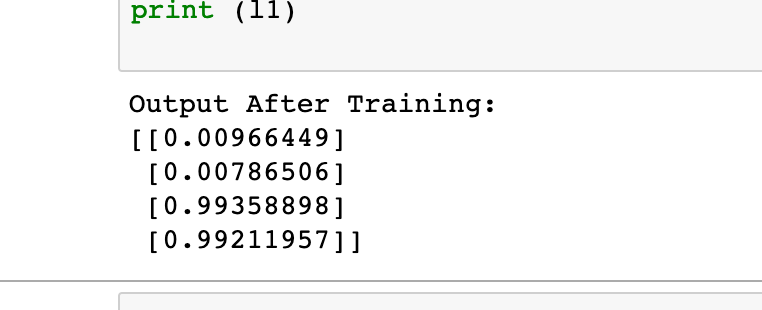 print (l1)
Output After Training:
[[0.00966449]
[0.00786506]
[0.99358898]
[0.99211957]]